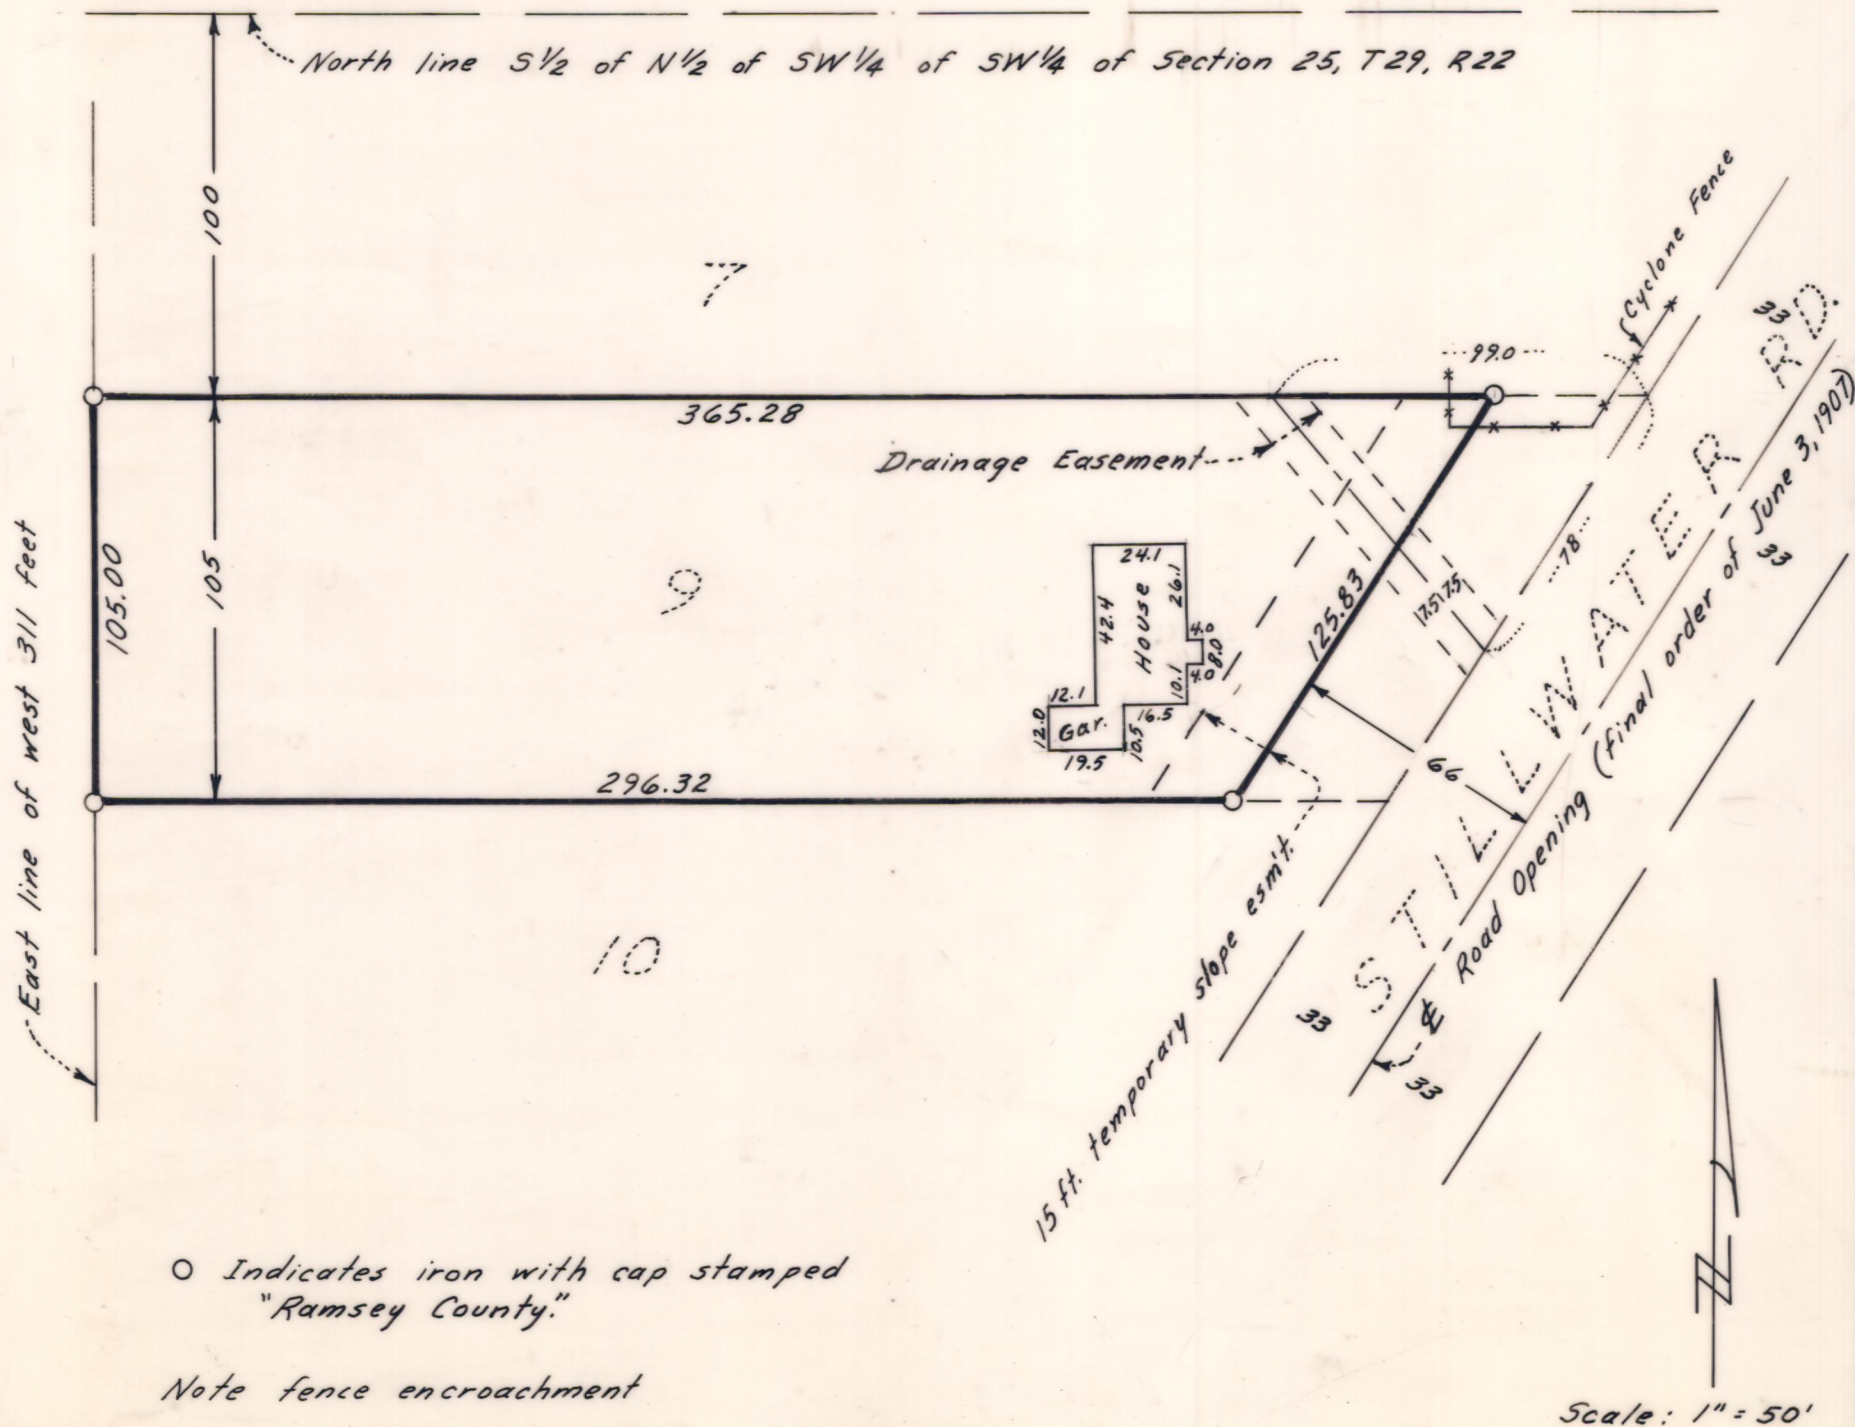 North line S½ of N½ of SW¼ of SW¼ of Section 25, T29, R22
100
7
Cyclone Fence
33
99.0
365.28
Drainage Easement
STILLWATER RD.
℄ Road Opening (final order of June 3, 1907)
33
78
17.5 17.5
East line of west 311 feet
105.00
105
9
24.1
26.1
42.4
HOUSE
4.0
8.0
4.0
10.1
12.1
16.5
12.0
Gar.
10.5
19.5
125.83
66
296.32
15 ft. temporary slope esm't.
10
33
33
O Indicates iron with cap stamped
"Ramsey County."
Note fence encroachment
N
Scale: 1" = 50'